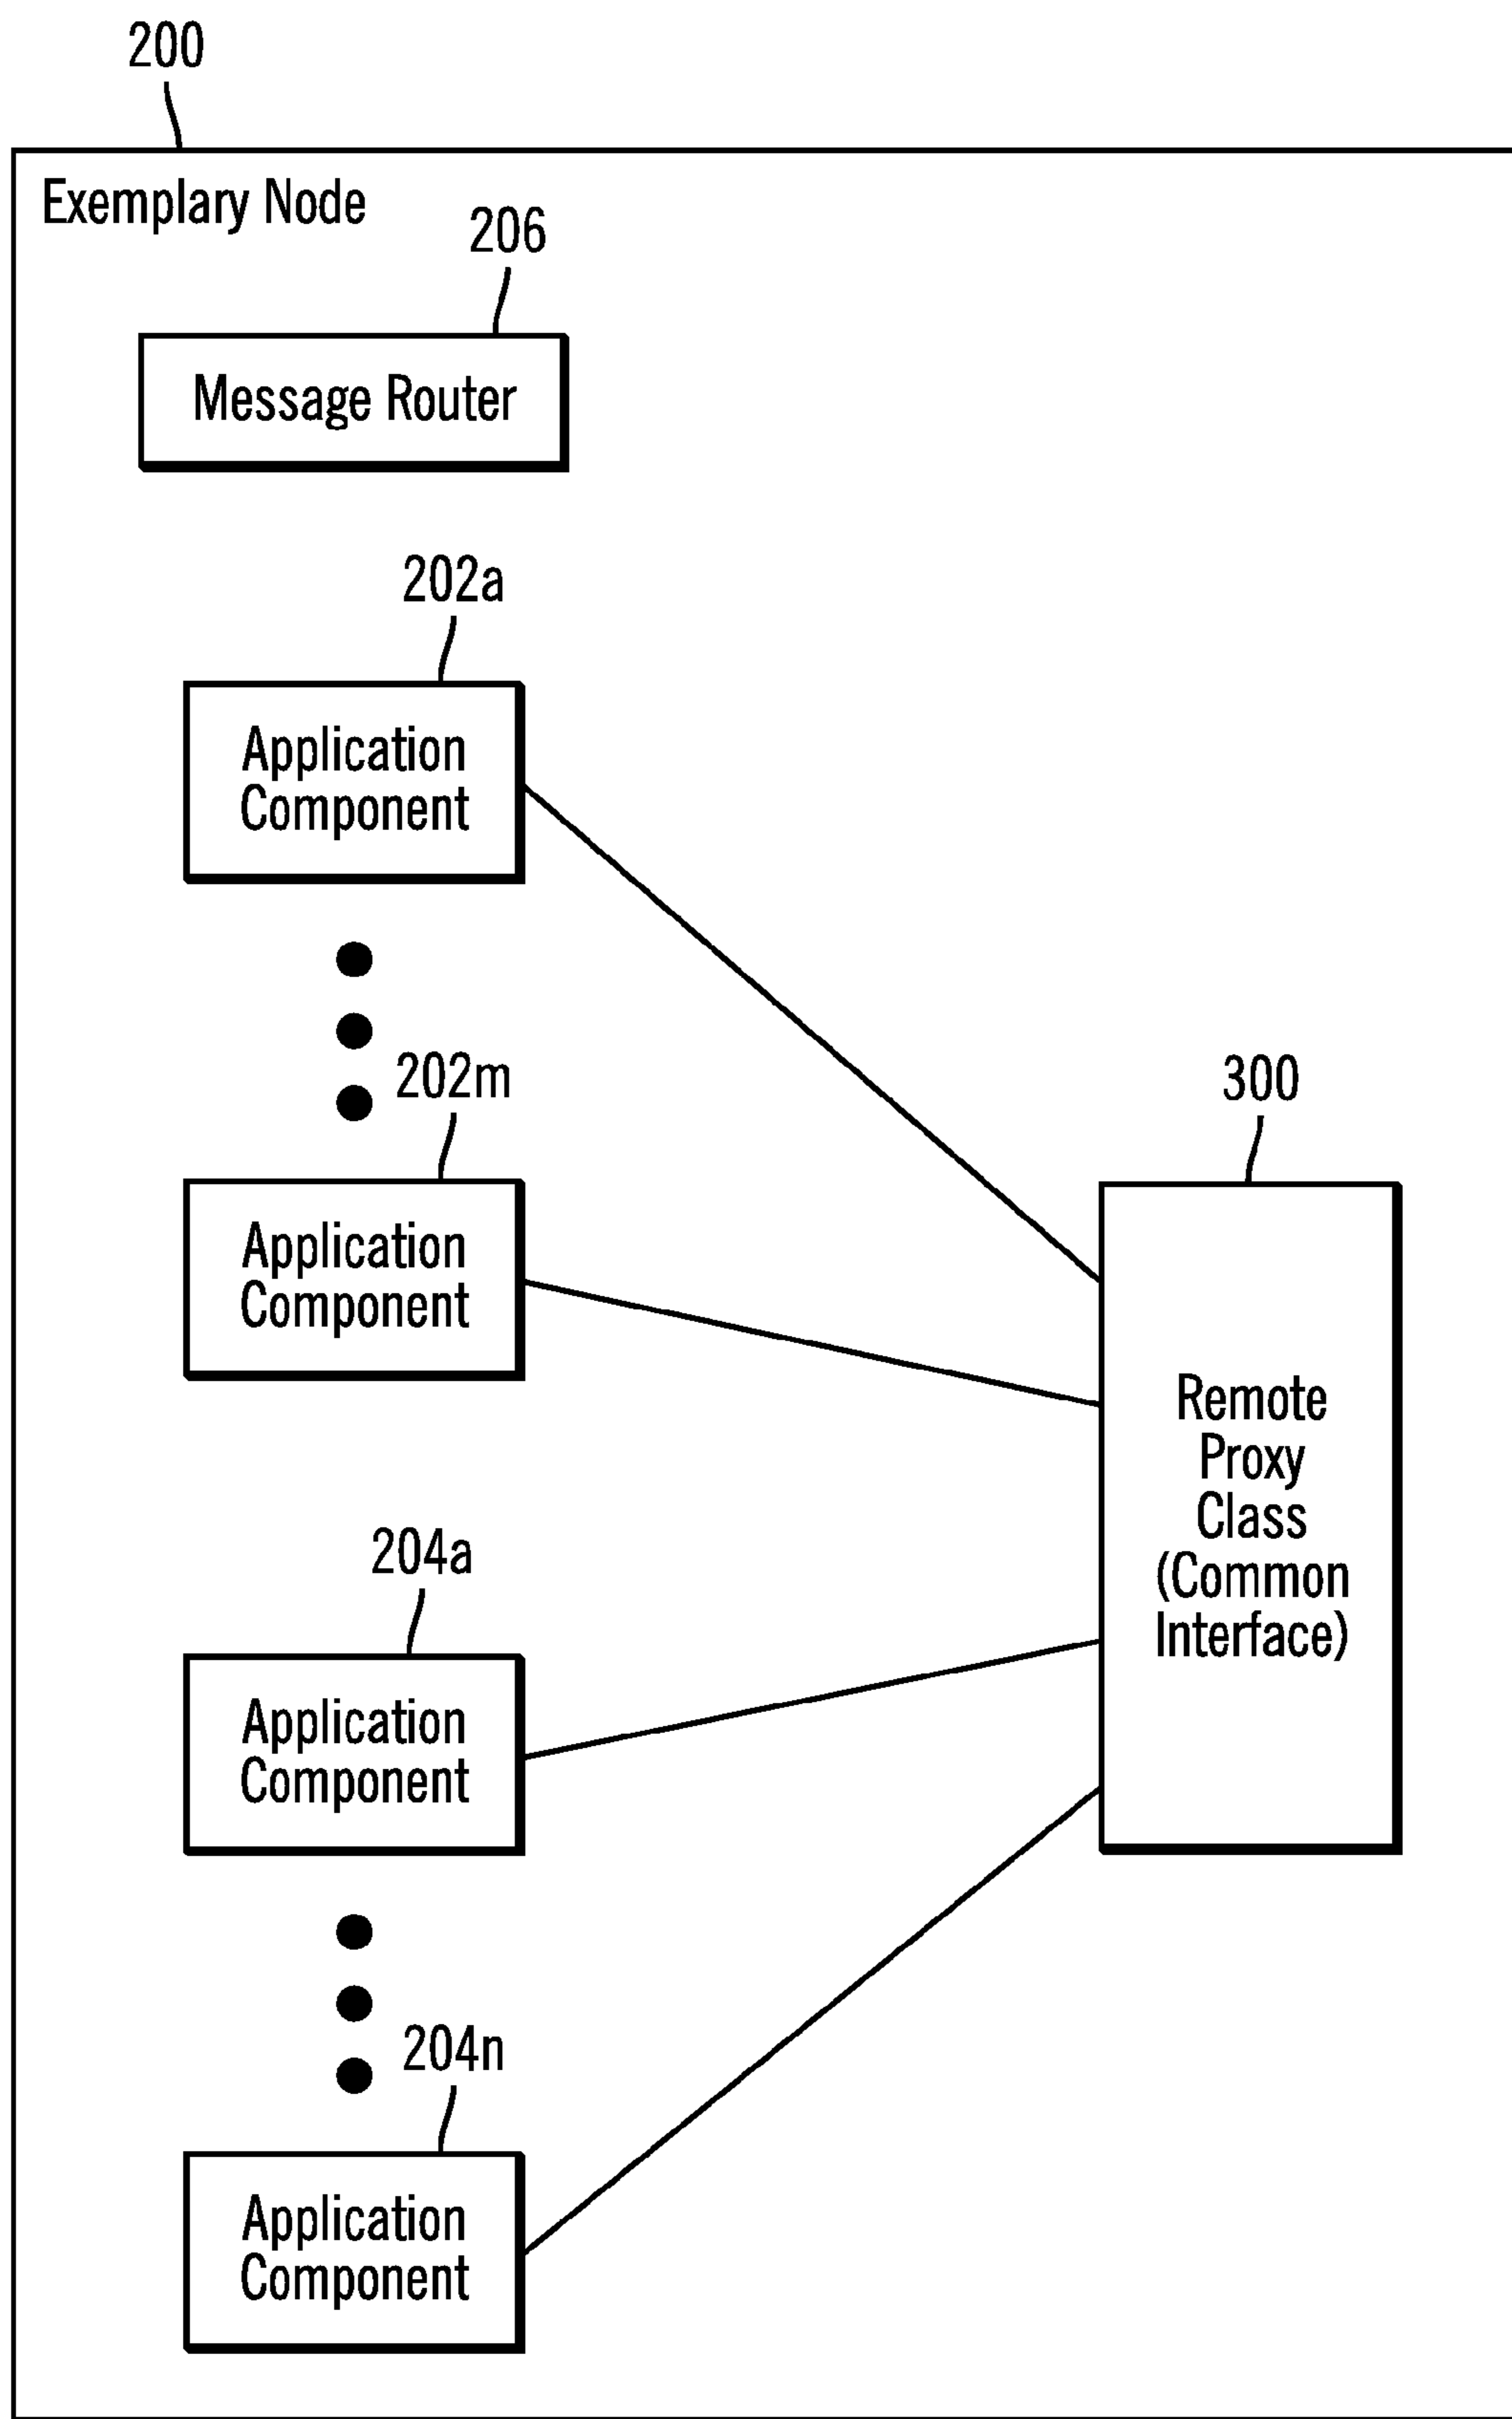 200
Exemplary Node
206
Message Router
202a
Application
Component
202m
Application
Component
300
Remote
Proxy
Class
(Common
Interface)
204a
Application
Component
204n
Application
Component